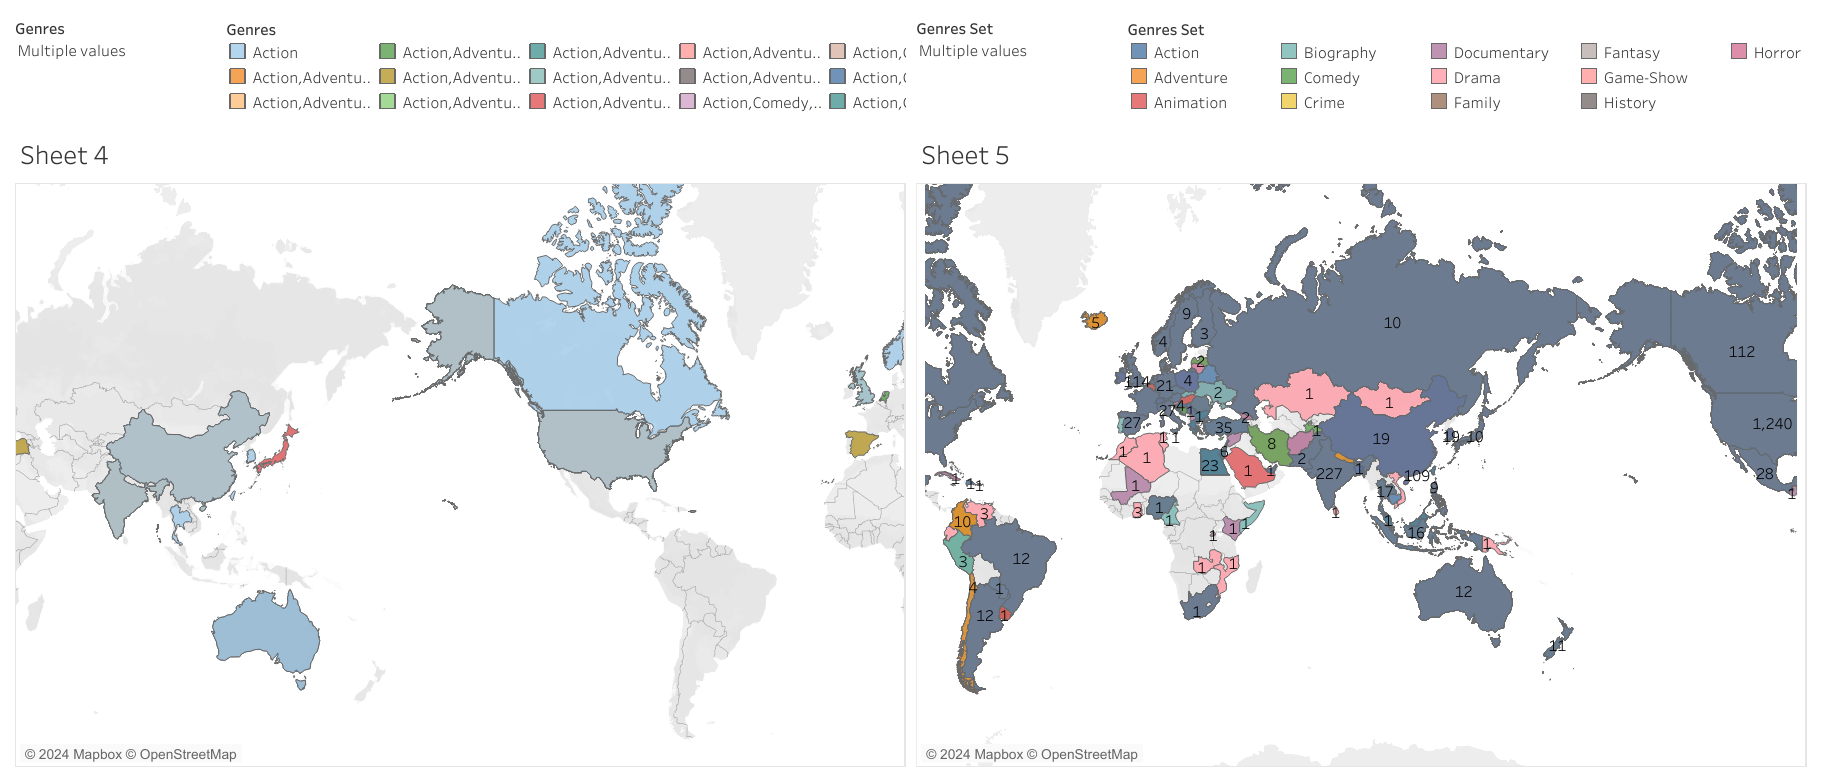 Genres
Multiple values
Genres
Action
Action,Adventu..
Action,Adventu..
Action,Adventu..
Action,Adventu..
Action,Adventu..
Action,Adventu..
Action,Adventu..
Action,Adventu..
Action,Adventu..
Action,Adventu..
Action,Adventu..
Action,Comedy,..
Action,C
Action,C
Action,C
Genres Set
Multiple values
Genres Set
Action
Adventure
Animation
Biography
Comedy
Crime
Documentary
Drama
Family
Fantasy
Game-Show
History
Horror
Sheet 4
© 2024 Mapbox © OpenStreetMap
Sheet 5
5
9
4
3
10
112
2
114
21
4
2
1
1
27
4
1
1
27
35
2
1
19
19
10
1,240
1
1
1
1
8
6
23
1
1
2
227
1
109
28
1
1
1
1
1
3
1
1
1
1
17
9
1
16
1
1
10
3
3
12
4
1
12
1
1
1
1
1
12
11
© 2024 Mapbox © OpenStreetMap